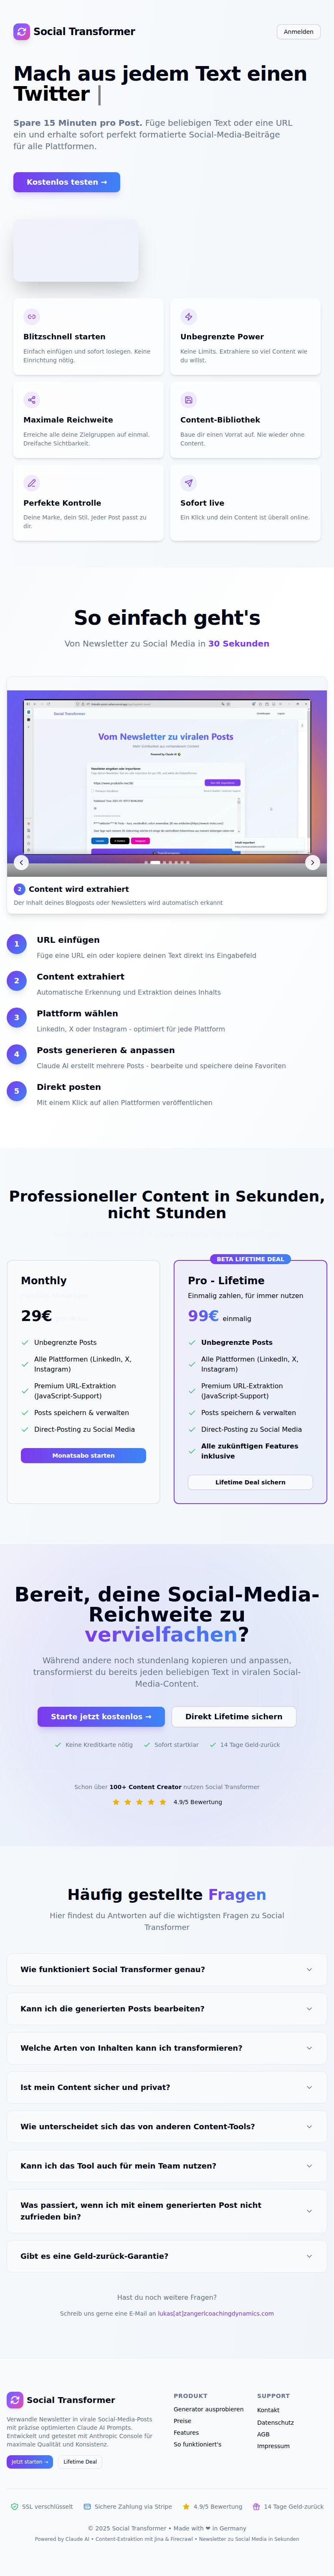 Social Transformer
Anmelden
Mach aus jedem Text einen
Twitter |
Spare 15 Minuten pro Post. Füge beliebigen Text oder eine URL
ein und erhalte sofort perfekt formatierte Social-Media-Beiträge
für alle Plattformen.
Kostenlos testen →
Blitzschnell starten
Einfach einfügen und sofort loslegen. Keine
Einrichtung nötig.
Unbegrenzte Power
Keine Limits. Extrahiere so viel Content wie
du willst.
Maximale Reichweite
Erreiche alle deine Zielgruppen auf einmal.
Dreifache Sichtbarkeit.
Content-Bibliothek
Baue dir einen Vorrat auf. Nie wieder ohne
Content.
Perfekte Kontrolle
Deine Marke, dein Stil. Jeder Post passt zu
dir.
Sofort live
Ein Klick und dein Content ist überall online.
So einfach geht's
Von Newsletter zu Social Media in 30 Sekunden
Social Transformer
Vom Newsletter zu viralen Posts
2 Content wird extrahiert
Der Inhalt deines Blogposts oder Newsletters wird automatisch erkannt
1 URL einfügen
Füge eine URL ein oder kopiere deinen Text direkt ins Eingabefeld
2 Content extrahiert
Automatische Erkennung und Extraktion deines Inhalts
3 Plattform wählen
LinkedIn, X oder Instagram - optimiert für jede Plattform
4 Posts generieren & anpassen
Claude AI erstellt mehrere Posts - bearbeite und speichere deine Favoriten
5 Direkt posten
Mit einem Klick auf allen Plattformen veröffentlichen
Professioneller Content in Sekunden,
nicht Stunden
Monthly
29€
Unbegrenzte Posts
Alle Plattformen (LinkedIn, X,
Instagram)
Premium URL-Extraktion
(JavaScript-Support)
Posts speichern & verwalten
Direct-Posting zu Social Media
Monatsabo starten
BETA LIFETIME DEAL
Pro - Lifetime
Einmalig zahlen, für immer nutzen
99€ einmalig
Unbegrenzte Posts
Alle Plattformen (LinkedIn, X,
Instagram)
Premium URL-Extraktion
(JavaScript-Support)
Posts speichern & verwalten
Direct-Posting zu Social Media
Alle zukünftigen Features
inklusive
Lifetime Deal sichern
Bereit, deine Social-Media-
Reichweite zu
vervielfachen?
Während andere noch stundenlang kopieren und anpassen,
transformierst du bereits jeden beliebigen Text in viralen Social-
Media-Content.
Starte jetzt kostenlos →
Direkt Lifetime sichern
Keine Kreditkarte nötig
Sofort startklar
14 Tage Geld-zurück
Schon über 100+ Content Creator nutzen Social Transformer
4.9/5 Bewertung
Häufig gestellte Fragen
Hier findest du Antworten auf die wichtigsten Fragen zu Social
Transformer
Wie funktioniert Social Transformer genau?
Kann ich die generierten Posts bearbeiten?
Welche Arten von Inhalten kann ich transformieren?
Ist mein Content sicher und privat?
Wie unterscheidet sich das von anderen Content-Tools?
Kann ich das Tool auch für mein Team nutzen?
Was passiert, wenn ich mit einem generierten Post nicht
zufrieden bin?
Gibt es eine Geld-zurück-Garantie?
Hast du noch weitere Fragen?
Schreib uns gerne eine E-Mail an lukas[at]zangerlcoachingdynamics.com
Social Transformer
Verwandle Newsletter in virale Social-Media-Posts
mit präzise optimierten Claude AI Prompts.
Entwickelt und getestet mit Anthropic Console für
maximale Qualität und Konsistenz.
Jetzt starten →
Lifetime Deal
PRODUKT
Generator ausprobieren
Preise
Features
So funktioniert's
SUPPORT
Kontakt
Datenschutz
AGB
Impressum
SSL verschlüsselt
Sichere Zahlung via Stripe
4.9/5 Bewertung
14 Tage Geld-zurück
© 2025 Social Transformer • Made with ❤ in Germany
Powered by Claude AI • Content-Extraktion mit Jina & Firecrawl • Newsletter zu Social Media in Sekunden